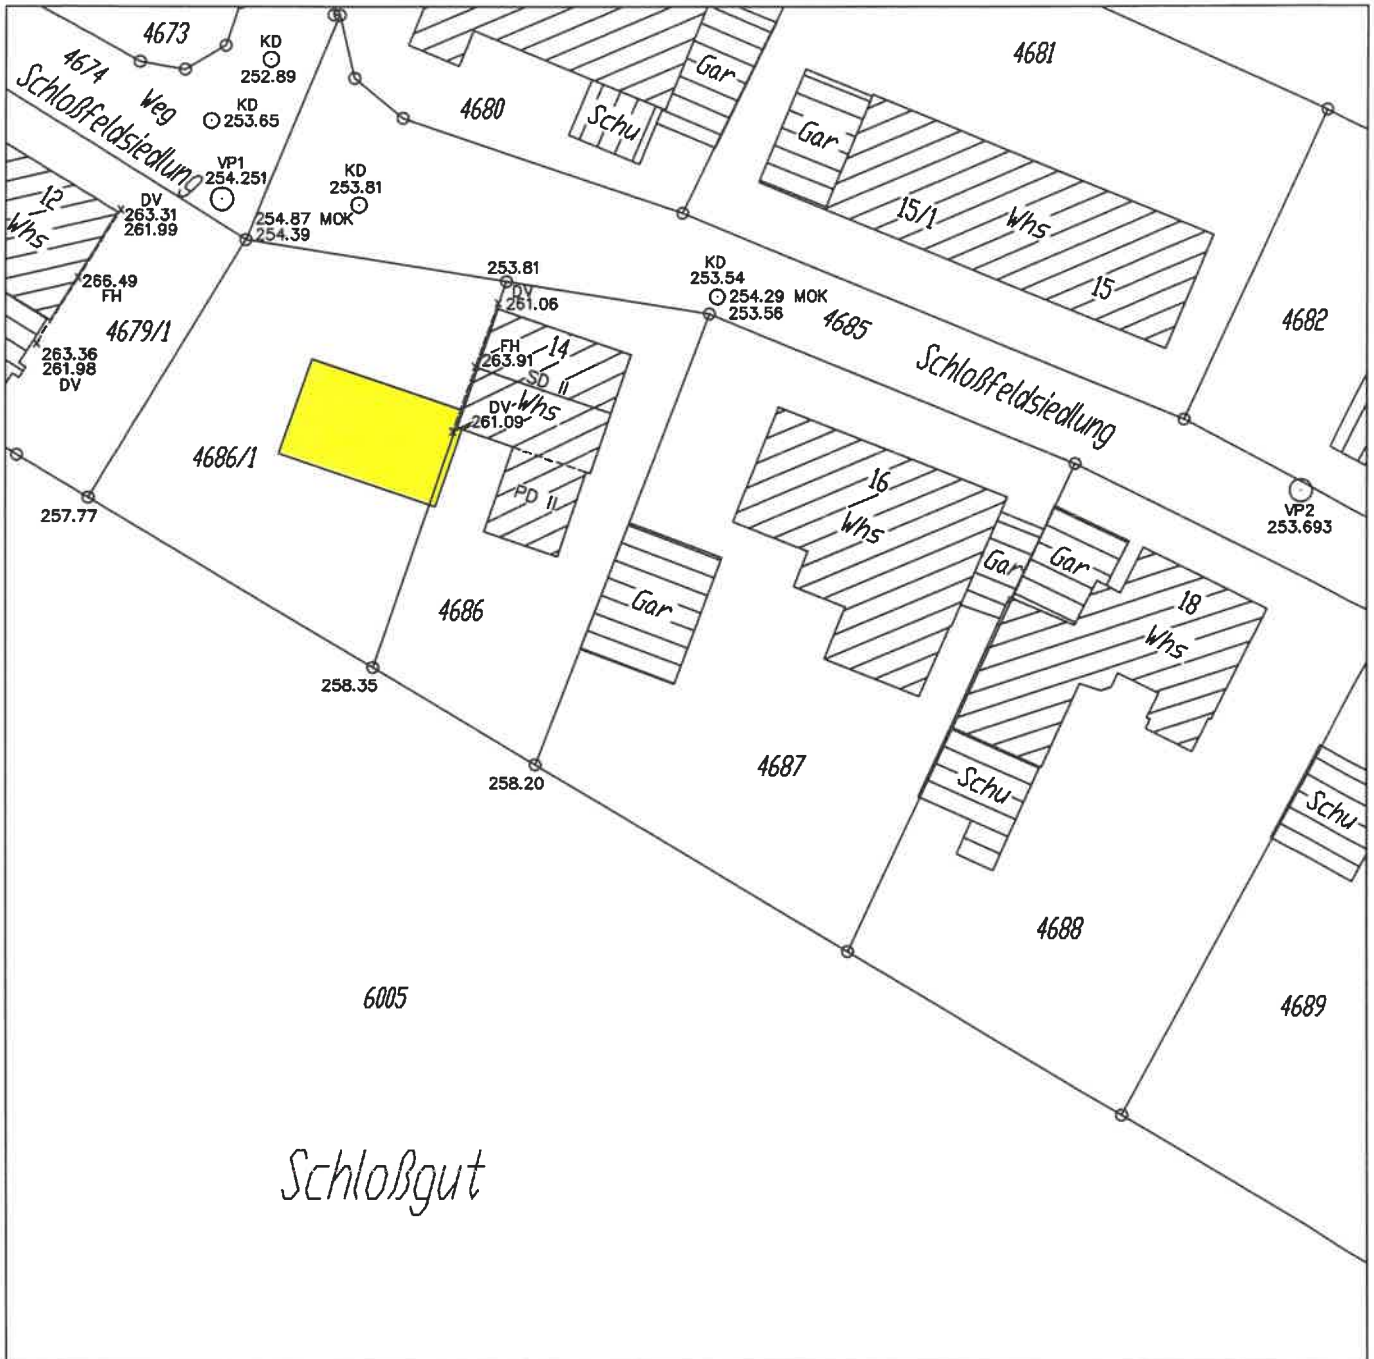 4673
KD
252.89
4674
Weg
Schloßfeldsiedlung
KD
253.65
4680
Schu
Gar
4681
Gar
15/1
Whs
15
4682
VP1
254.251
KD
253.81
12
Whs
DV
263.31
261.99
254.87 MOK
254.39
266.49
FH
4679/1
263.36
261.98
DV
253.81
DV
261.06
KD
253.54
254.29 MOK
253.56
4685
Schloßfeldsiedlung
FH
263.91
14
SD II
Whs
DV
261.09
PD II
4686/1
257.77
16
Whs
VP2
253.693
Gar
Gar
18
Whs
4686
Gar
258.35
258.20
4687
Schu
Schu
4688
4689
6005
Schloßgut